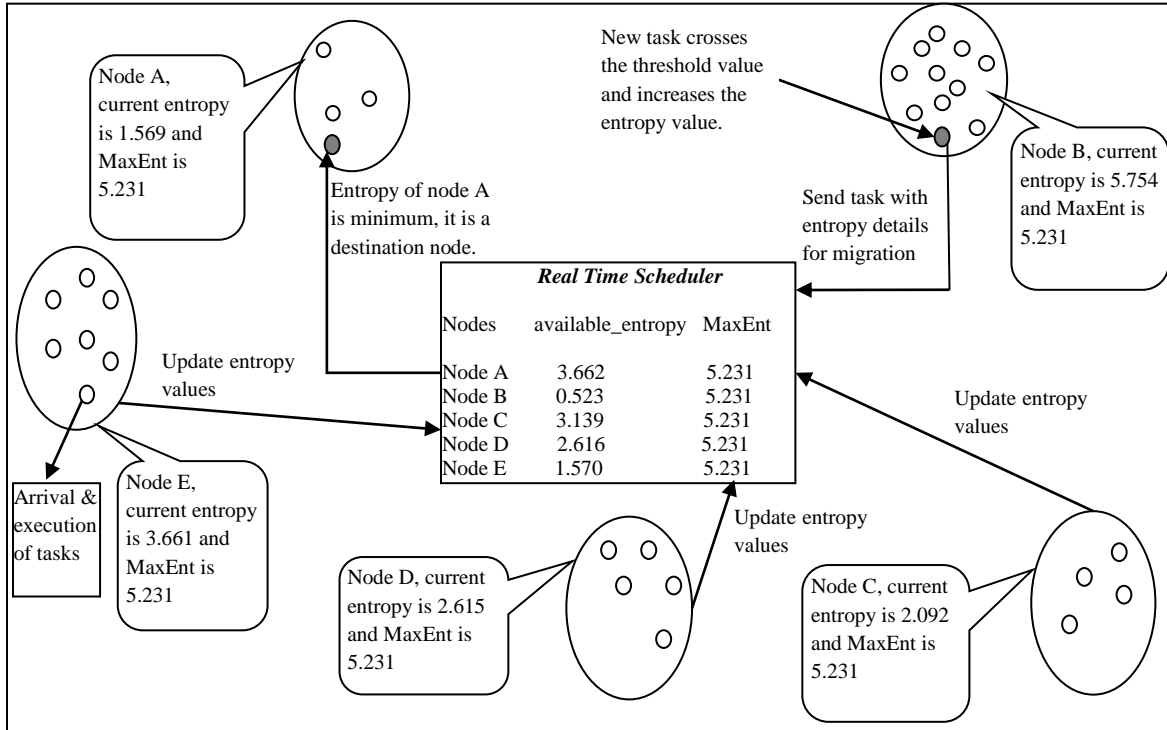 Node A,
current entropy
is 1.569 and
MaxEnt is
5.231
New task crosses
the threshold value
and increases the
entropy value.
Node B, current
entropy is 5.754
and MaxEnt is
5.231
Entropy of node A
is minimum, it is a
destination node.
Send task with
entropy details
for migration
Real Time Scheduler
Nodes available_entropy MaxEnt
Node A 3.662 5.231
Node B 0.523 5.231
Node C 3.139 5.231
Node D 2.616 5.231
Node E 1.570 5.231
Update entropy
values
Update entropy
values
Arrival &
execution
of tasks
Node E,
current entropy
is 3.661 and
MaxEnt is
5.231
Update entropy
values
Node D, current
entropy is 2.615
and MaxEnt is
5.231
Node C, current
entropy is 2.092
and MaxEnt is
5.231